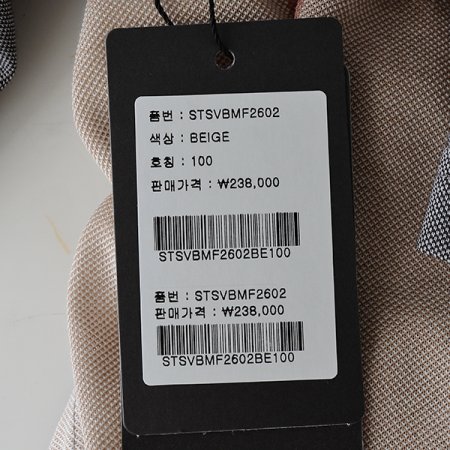 품번 : STSVBMF2602
색상 : BEIGE
호칭 : 100
판매가격 : ₩238,000
STSVBMF2602BE100
품번 : STSVBMF2602
판매가격 : ₩238,000
STSVBMF2602BE100